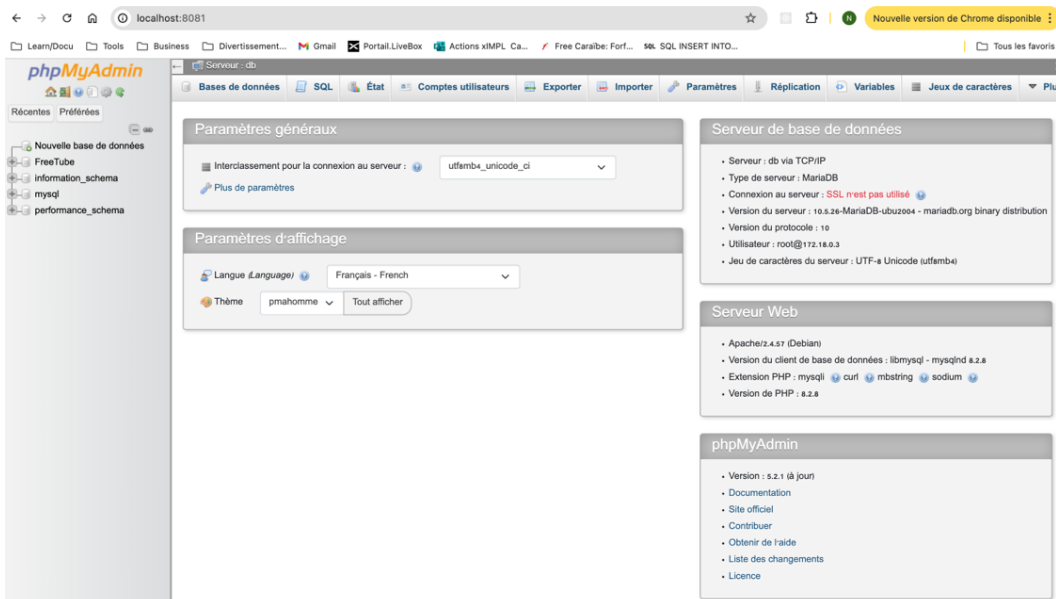 localhost:8081
Nouvelle version de Chrome disponible
Learn/Docu Tools Business Divertissement... Gmail Portail.LiveBox Actions xIMPL Ca... Free Caraïbe: Forf... SQL SQL INSERT INTO... Tous les favoris
phpMyAdmin
Récentes Préférées
Nouvelle base de données
FreeTube
information_schema
mysql
performance_schema
Serveur : db
Bases de données SQL État Comptes utilisateurs Exporter Importer Paramètres Réplication Variables Jeux de caractères Plu
Paramètres généraux
Interclassement pour la connexion au serveur : utf8mb4_unicode_ci
Plus de paramètres
Paramètres d'affichage
Langue (Language) Français - French
Thème pmahomme Tout afficher
Serveur de base de données
Serveur : db via TCP/IP
Type de serveur : MariaDB
Connexion au serveur : SSL n'est pas utilisé
Version du serveur : 10.5.26-MariaDB-ubu2004 - mariadb.org binary distribution
Version du protocole : 10
Utilisateur : root@172.18.0.3
Jeu de caractères du serveur : UTF-8 Unicode (utf8mb4)
Serveur Web
Apache/2.4.57 (Debian)
Version du client de base de données : libmysql - mysqlnd 8.2.8
Extension PHP : mysqli curl mbstring sodium
Version de PHP : 8.2.8
phpMyAdmin
Version : 5.2.1 (à jour)
Documentation
Site officiel
Contribuer
Obtenir de l'aide
Liste des changements
Licence